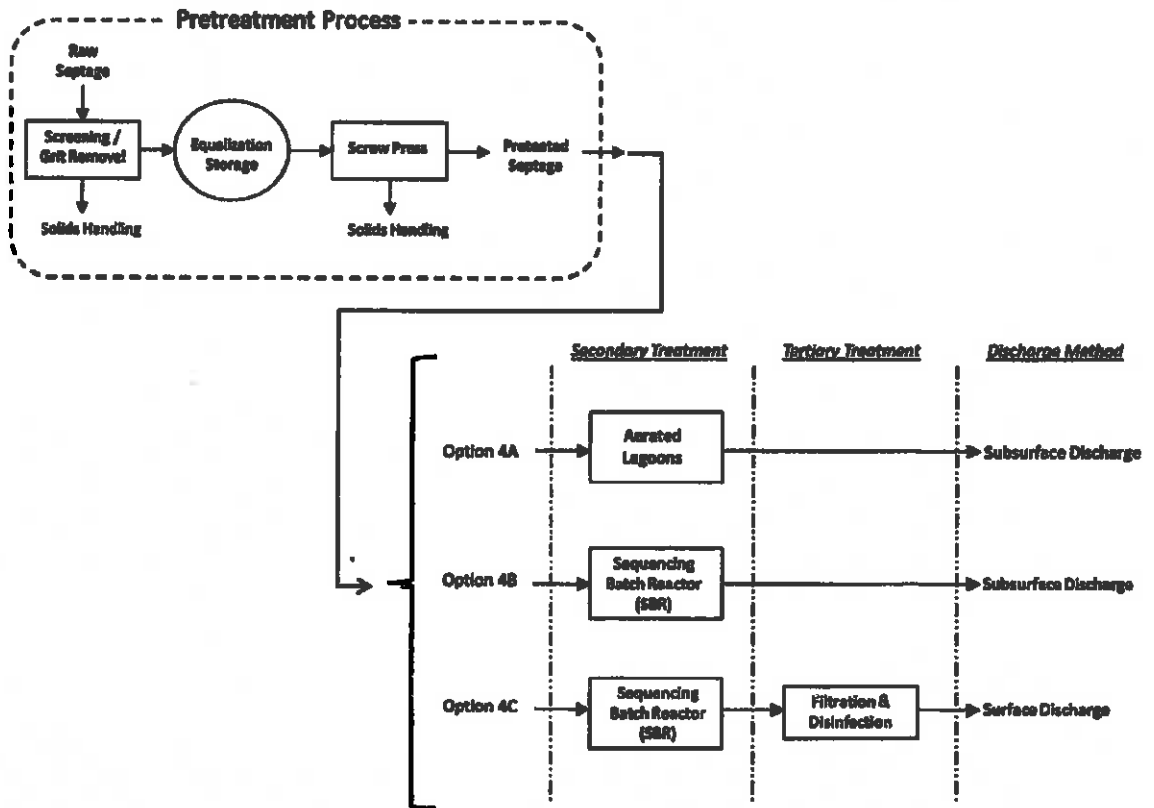 Pretreatment Process
Raw
Septage
Screening /
Grit Removal
Equalization
Storage
Screw Press
Preteated
Septage
Solids Handling
Solids Handling
Secondary Treatment
Tertiary Treatment
Discharge Method
Option 4A
Aerated
Lagoons
Subsurface Discharge
Option 4B
Sequencing
Batch Reactor
(SBR)
Subsurface Discharge
Option 4C
Sequencing
Batch Reactor
(SBR)
Filtration &
Disinfection
Surface Discharge